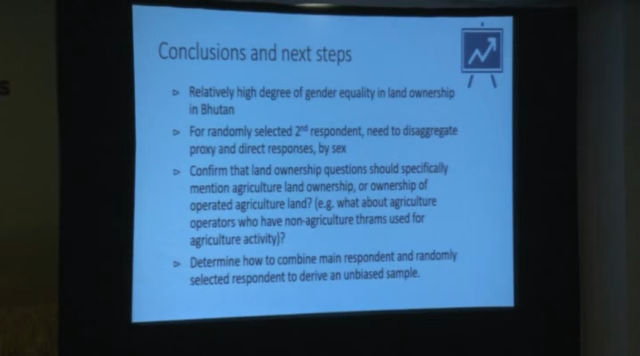 Conclusions and next steps
▷ Relatively high degree of gender equality in land ownership
in Bhutan
▷ For randomly selected 2nd respondent, need to disaggregate
proxy and direct responses, by sex
▷ Confirm that land ownership questions should specifically
mention agriculture land ownership, or ownership of
operated agriculture land? (e.g. what about agriculture
operators who have non-agriculture thrams used for
agriculture activity)?
▷ Determine how to combine main respondent and randomly
selected respondent to derive an unbiased sample.